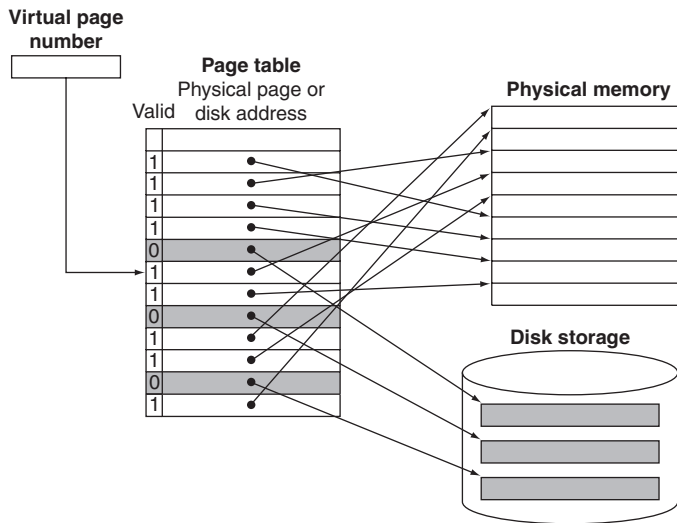 Virtual page
number
Page table
Physical page or
disk address
Valid
Physical memory
1
1
1
1
0
1
1
0
1
1
0
1
Disk storage